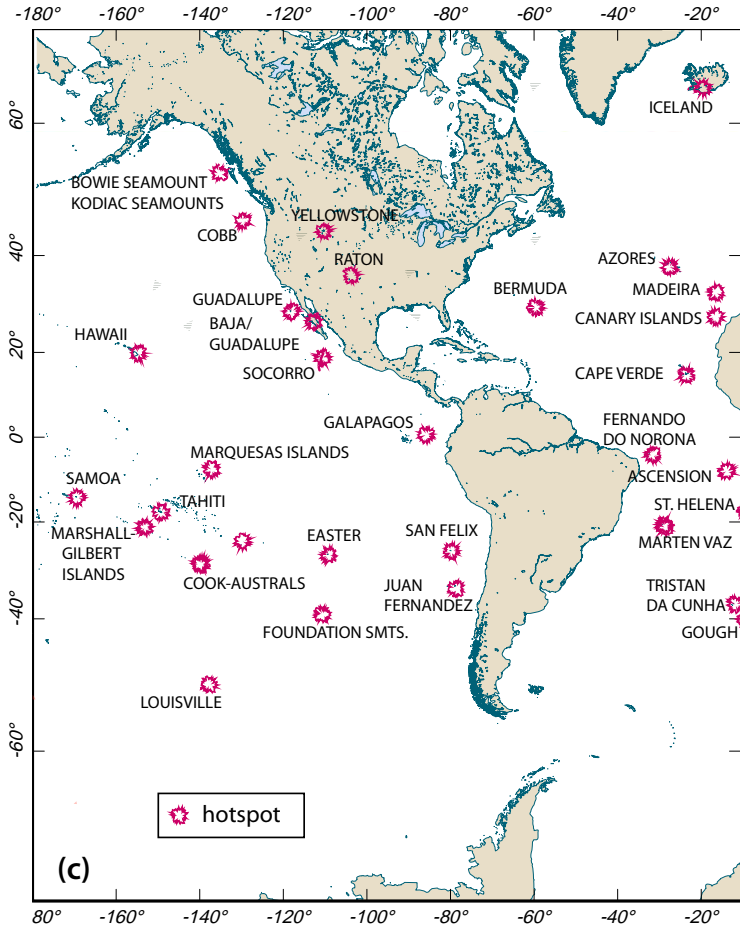 -180° -160° -140° -120° -100° -80° -60° -40° -20°
60°
40°
20°
0°
-20°
-40°
-60°
ICELAND
BOWIE SEAMOUNT
KODIAC SEAMOUNTS
COBB
YELLOWSTONE
RATON
AZORES
BERMUDA
MADEIRA
GUADALUPE
CANARY ISLANDS
BAJA/
GUADALUPE
HAWAII
SOCORRO
CAPE VERDE
GALAPAGOS
FERNANDO
DO NORONA
MARQUESAS ISLANDS
SAMOA
ASCENSION
TAHITI
ST. HELENA
MARSHALL-
GILBERT
ISLANDS
EASTER
SAN FELIX
MARTEN VAZ
COOK-AUSTRALS
JUAN
FERNANDEZ
TRISTAN
DA CUNHA
FOUNDATION SMTS.
GOUGH
LOUISVILLE
hotspot
(c)
80° -160° -140° -120° -100° -80° -60° -40° -20°